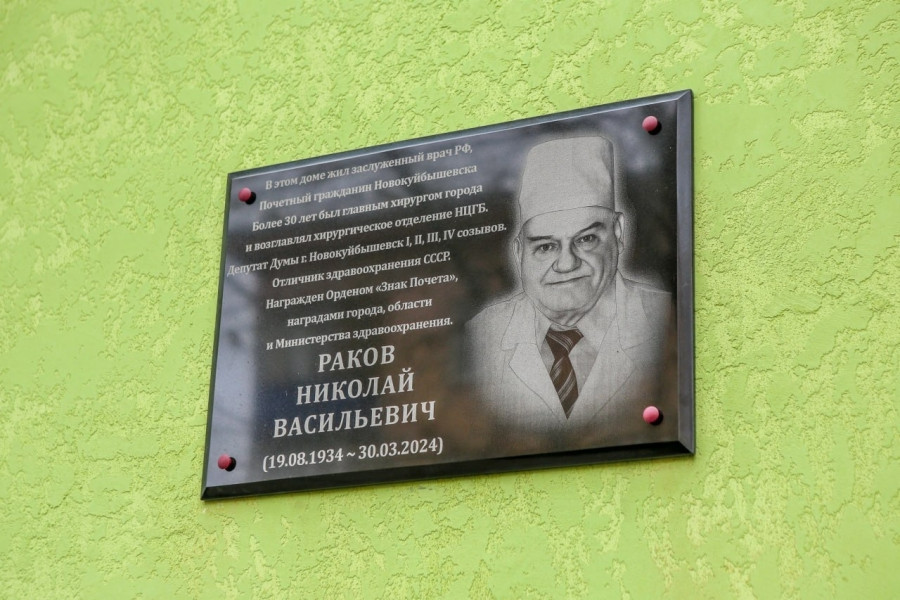 В этом доме жил заслуженный врач РФ,
Почетный гражданин Новокуйбышевска
Более 30 лет был главным хирургом города
и возглавлял хирургическое отделение НЦГБ.
Депутат Думы г. Новокуйбышевск I, II, III, IV созывов.
Отличник здравоохранения СССР.
Награжден Орденом «Знак Почета»,
наградами города, области
и Министерства здравоохранения.
РАКОВ
НИКОЛАЙ
ВАСИЛЬЕВИЧ
(19.08.1934 ~ 30.03.2024)